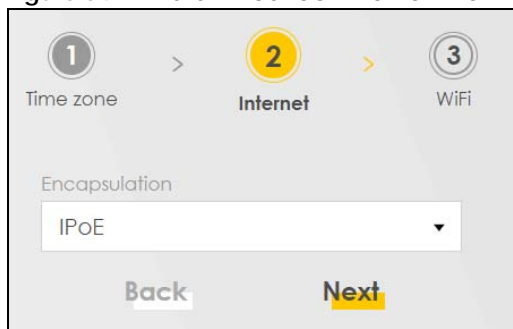 1 > 2 > 3
Time zone Internet WiFi
Encapsulation
IPoE
Back Next